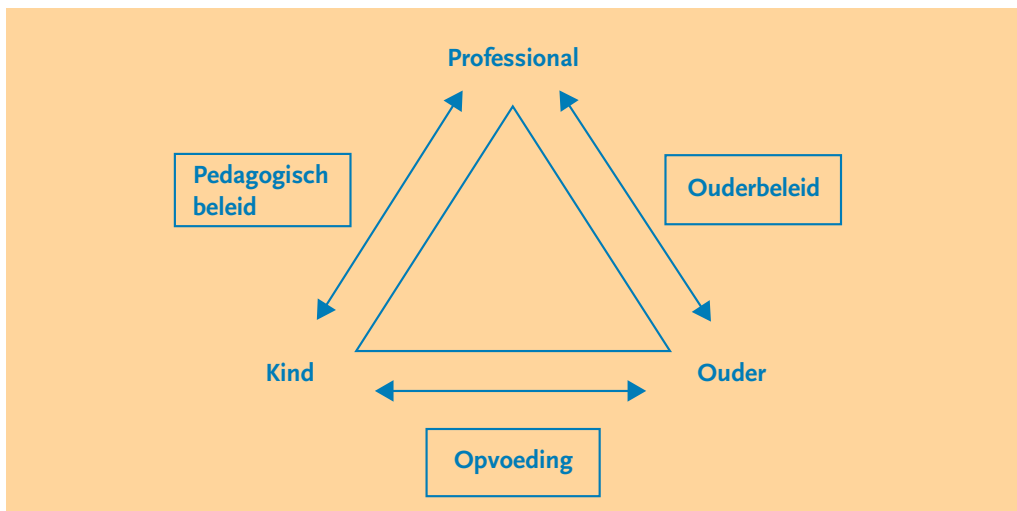 Professional
Pedagogisch
beleid
Ouderbeleid
Kind
Ouder
Opvoeding